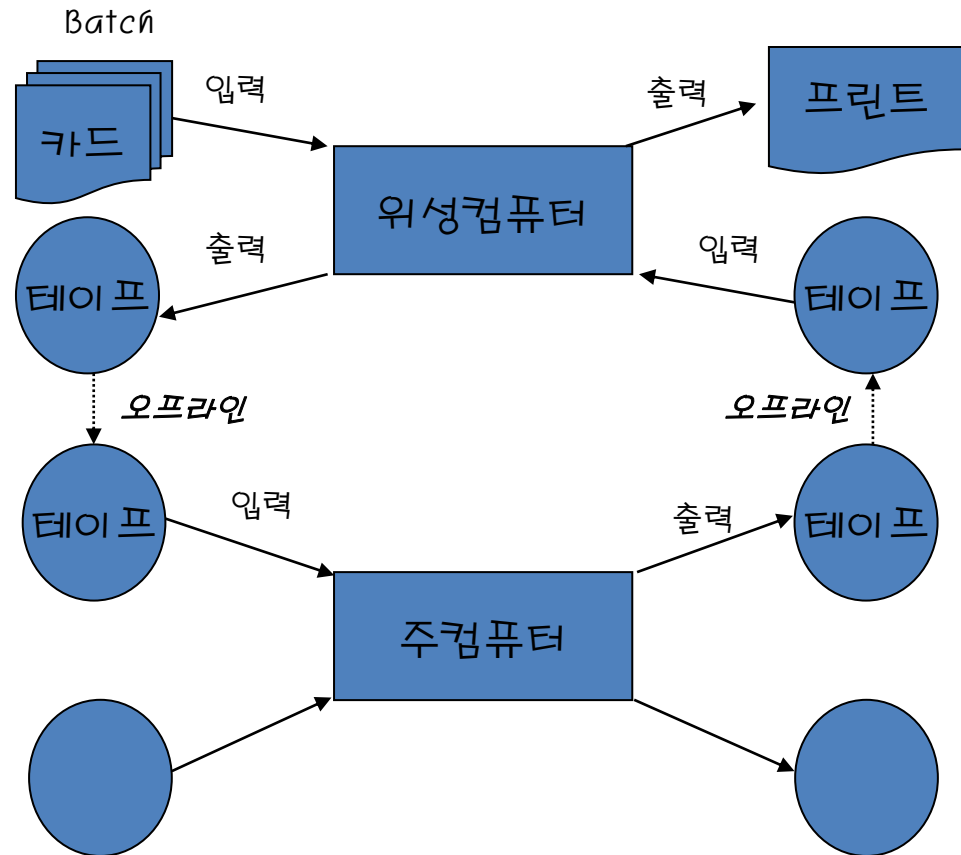 Batch
입력
출력
카드
프린트
위성컴퓨터
출력
입력
테이프
테이프
오프라인
오프라인
입력
출력
테이프
테이프
주컴퓨터